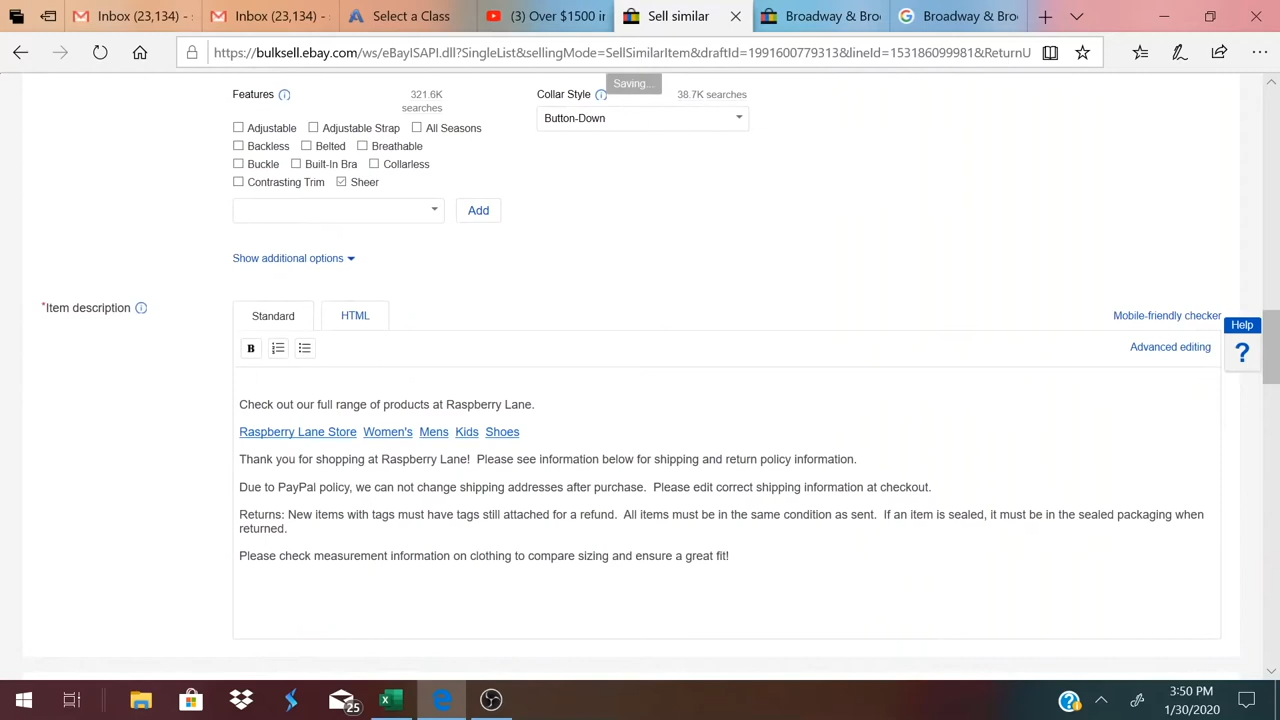 Inbox (23,134) -
Inbox (23,134) -
Select a Class
(3) Over $1500 in
Sell similar
Broadway & Bro
Broadway & Bro
https://bulksell.ebay.com/ws/eBayISAPI.dll?SingleList&sellingMode=SellSimilarItem&draftId=1991600779313&lineId=153186099981&ReturnU
Saving...
Features
321.6K
searches
Collar Style
38.7K searches
Button-Down
Adjustable Adjustable Strap All Seasons
Backless Belted Breathable
Buckle Built-In Bra Collarless
Contrasting Trim Sheer
Add
Show additional options
*Item description
Standard
HTML
Mobile-friendly checker
Help
?
B
Advanced editing
Check out our full range of products at Raspberry Lane.
Raspberry Lane Store Women's Mens Kids Shoes
Thank you for shopping at Raspberry Lane! Please see information below for shipping and return policy information.
Due to PayPal policy, we can not change shipping addresses after purchase. Please edit correct shipping information at checkout.
Returns: New items with tags must have tags still attached for a refund. All items must be in the same condition as sent. If an item is sealed, it must be in the sealed packaging when
returned.
Please check measurement information on clothing to compare sizing and ensure a great fit!
25
3:50 PM
1/30/2020